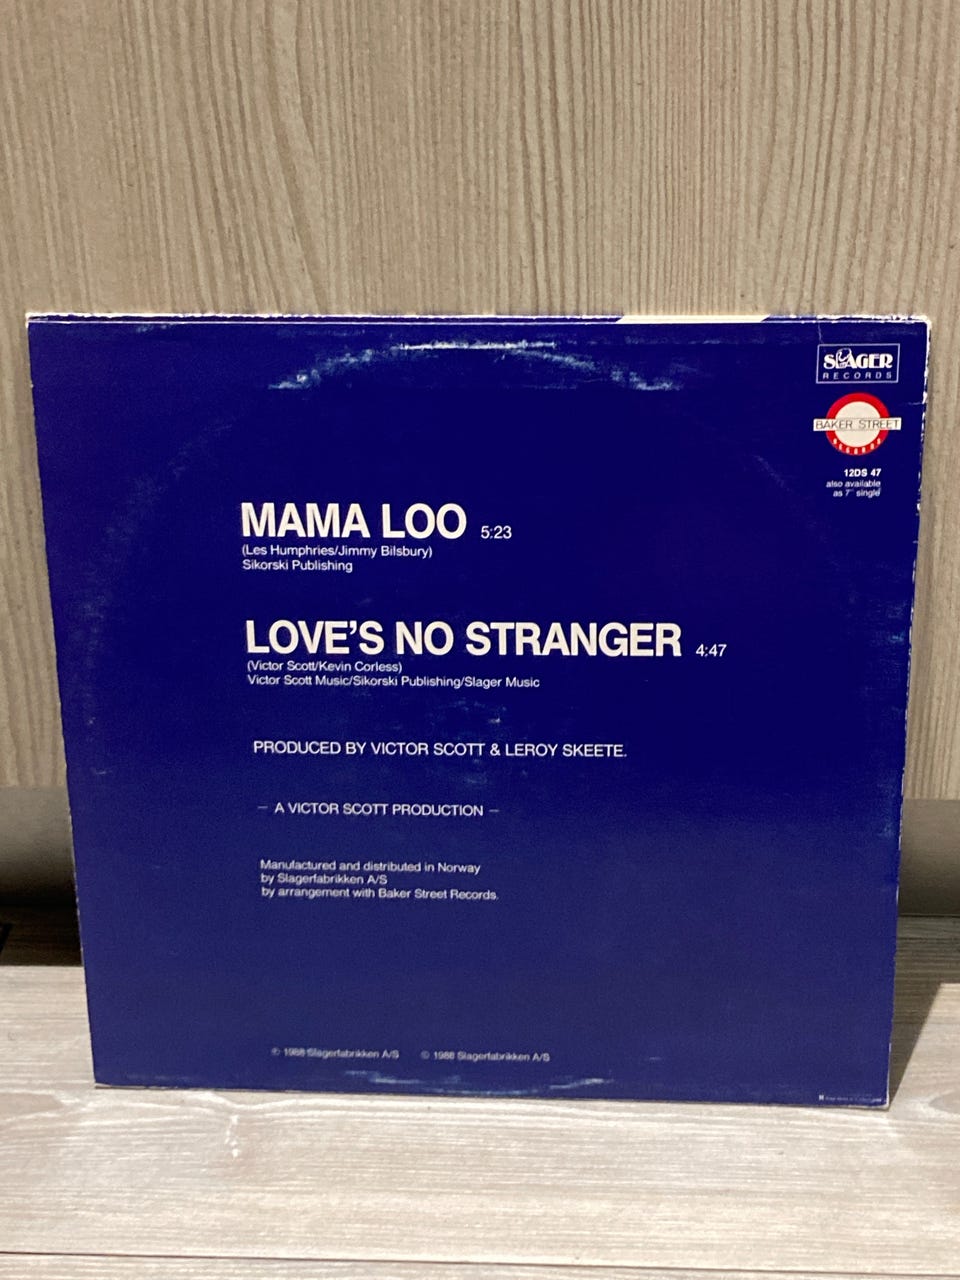 SLAGER
RECORDS
BAKER STREET
RECORDS
12DS 47
also available
as 7" single
MAMA LOO 5:23
(Les Humphries/Jimmy Bilsbury)
Sikorski Publishing
LOVE'S NO STRANGER 4:47
(Victor Scott/Kevin Corless)
Victor Scott Music/Sikorski Publishing/Slager Music
PRODUCED BY VICTOR SCOTT & LEROY SKEETE.
– A VICTOR SCOTT PRODUCTION –
Manufactured and distributed in Norway
by Slagerfabrikken A/S
by arrangement with Baker Street Records.
℗ 1988 Slagerfabrikken A/S © 1988 Slagerfabrikken A/S